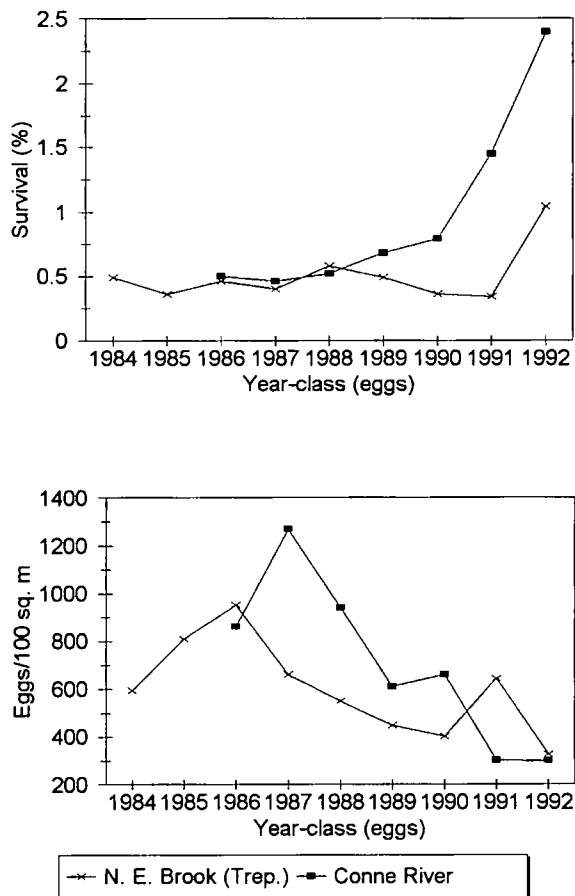 2.5
2
1.5
1
0.5
0
Survival (%)
1984 1985 1986 1987 1988 1989 1990 1991 1992
Year-class (eggs)
1400
1200
1000
800
600
400
200
Eggs/100 sq. m
1984 1985 1986 1987 1988 1989 1990 1991 1992
Year-class (eggs)
N. E. Brook (Trep.) Conne River